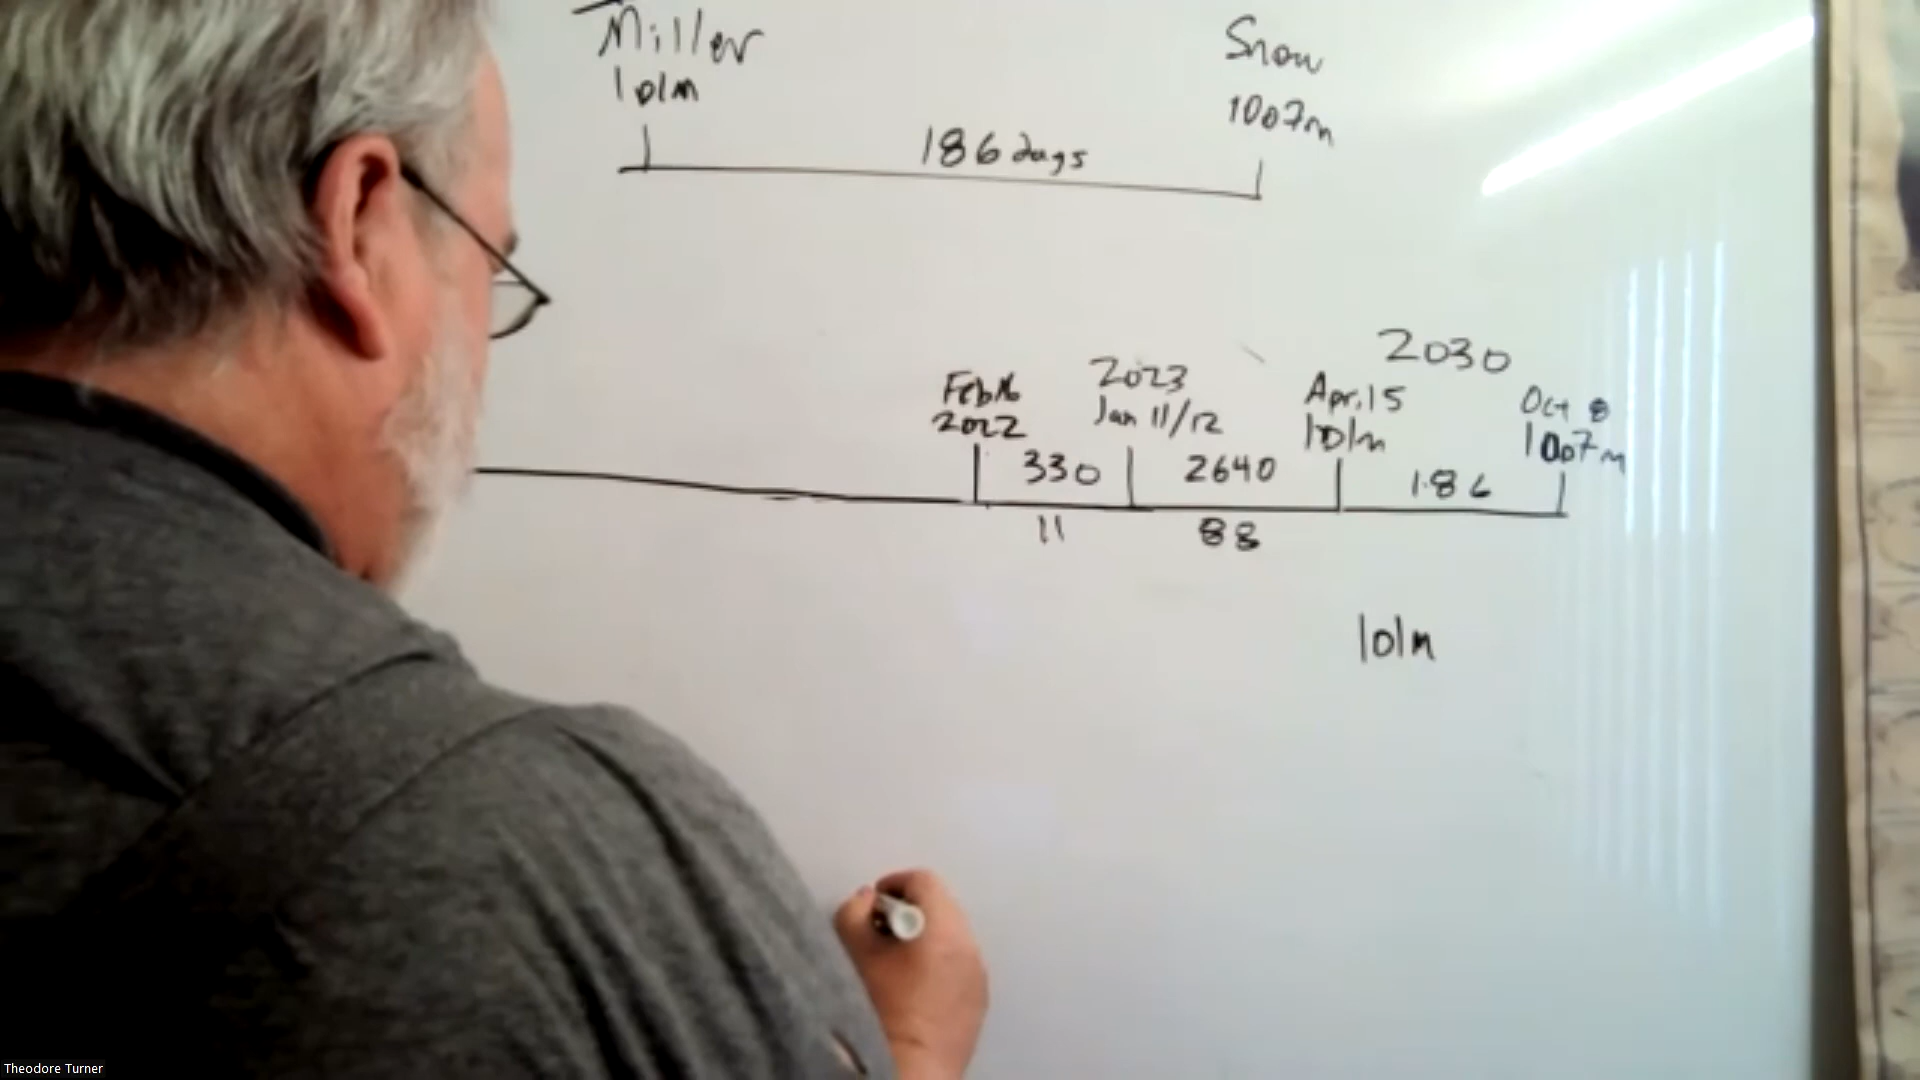 Miller
101m
Snow
1007m
186 days
2030
Feb 16
2022
2023
Jan 11/12
Apr. 15
101m
Oct 8
1007m
330
2640
186
11
88
101m
Theodore Turner